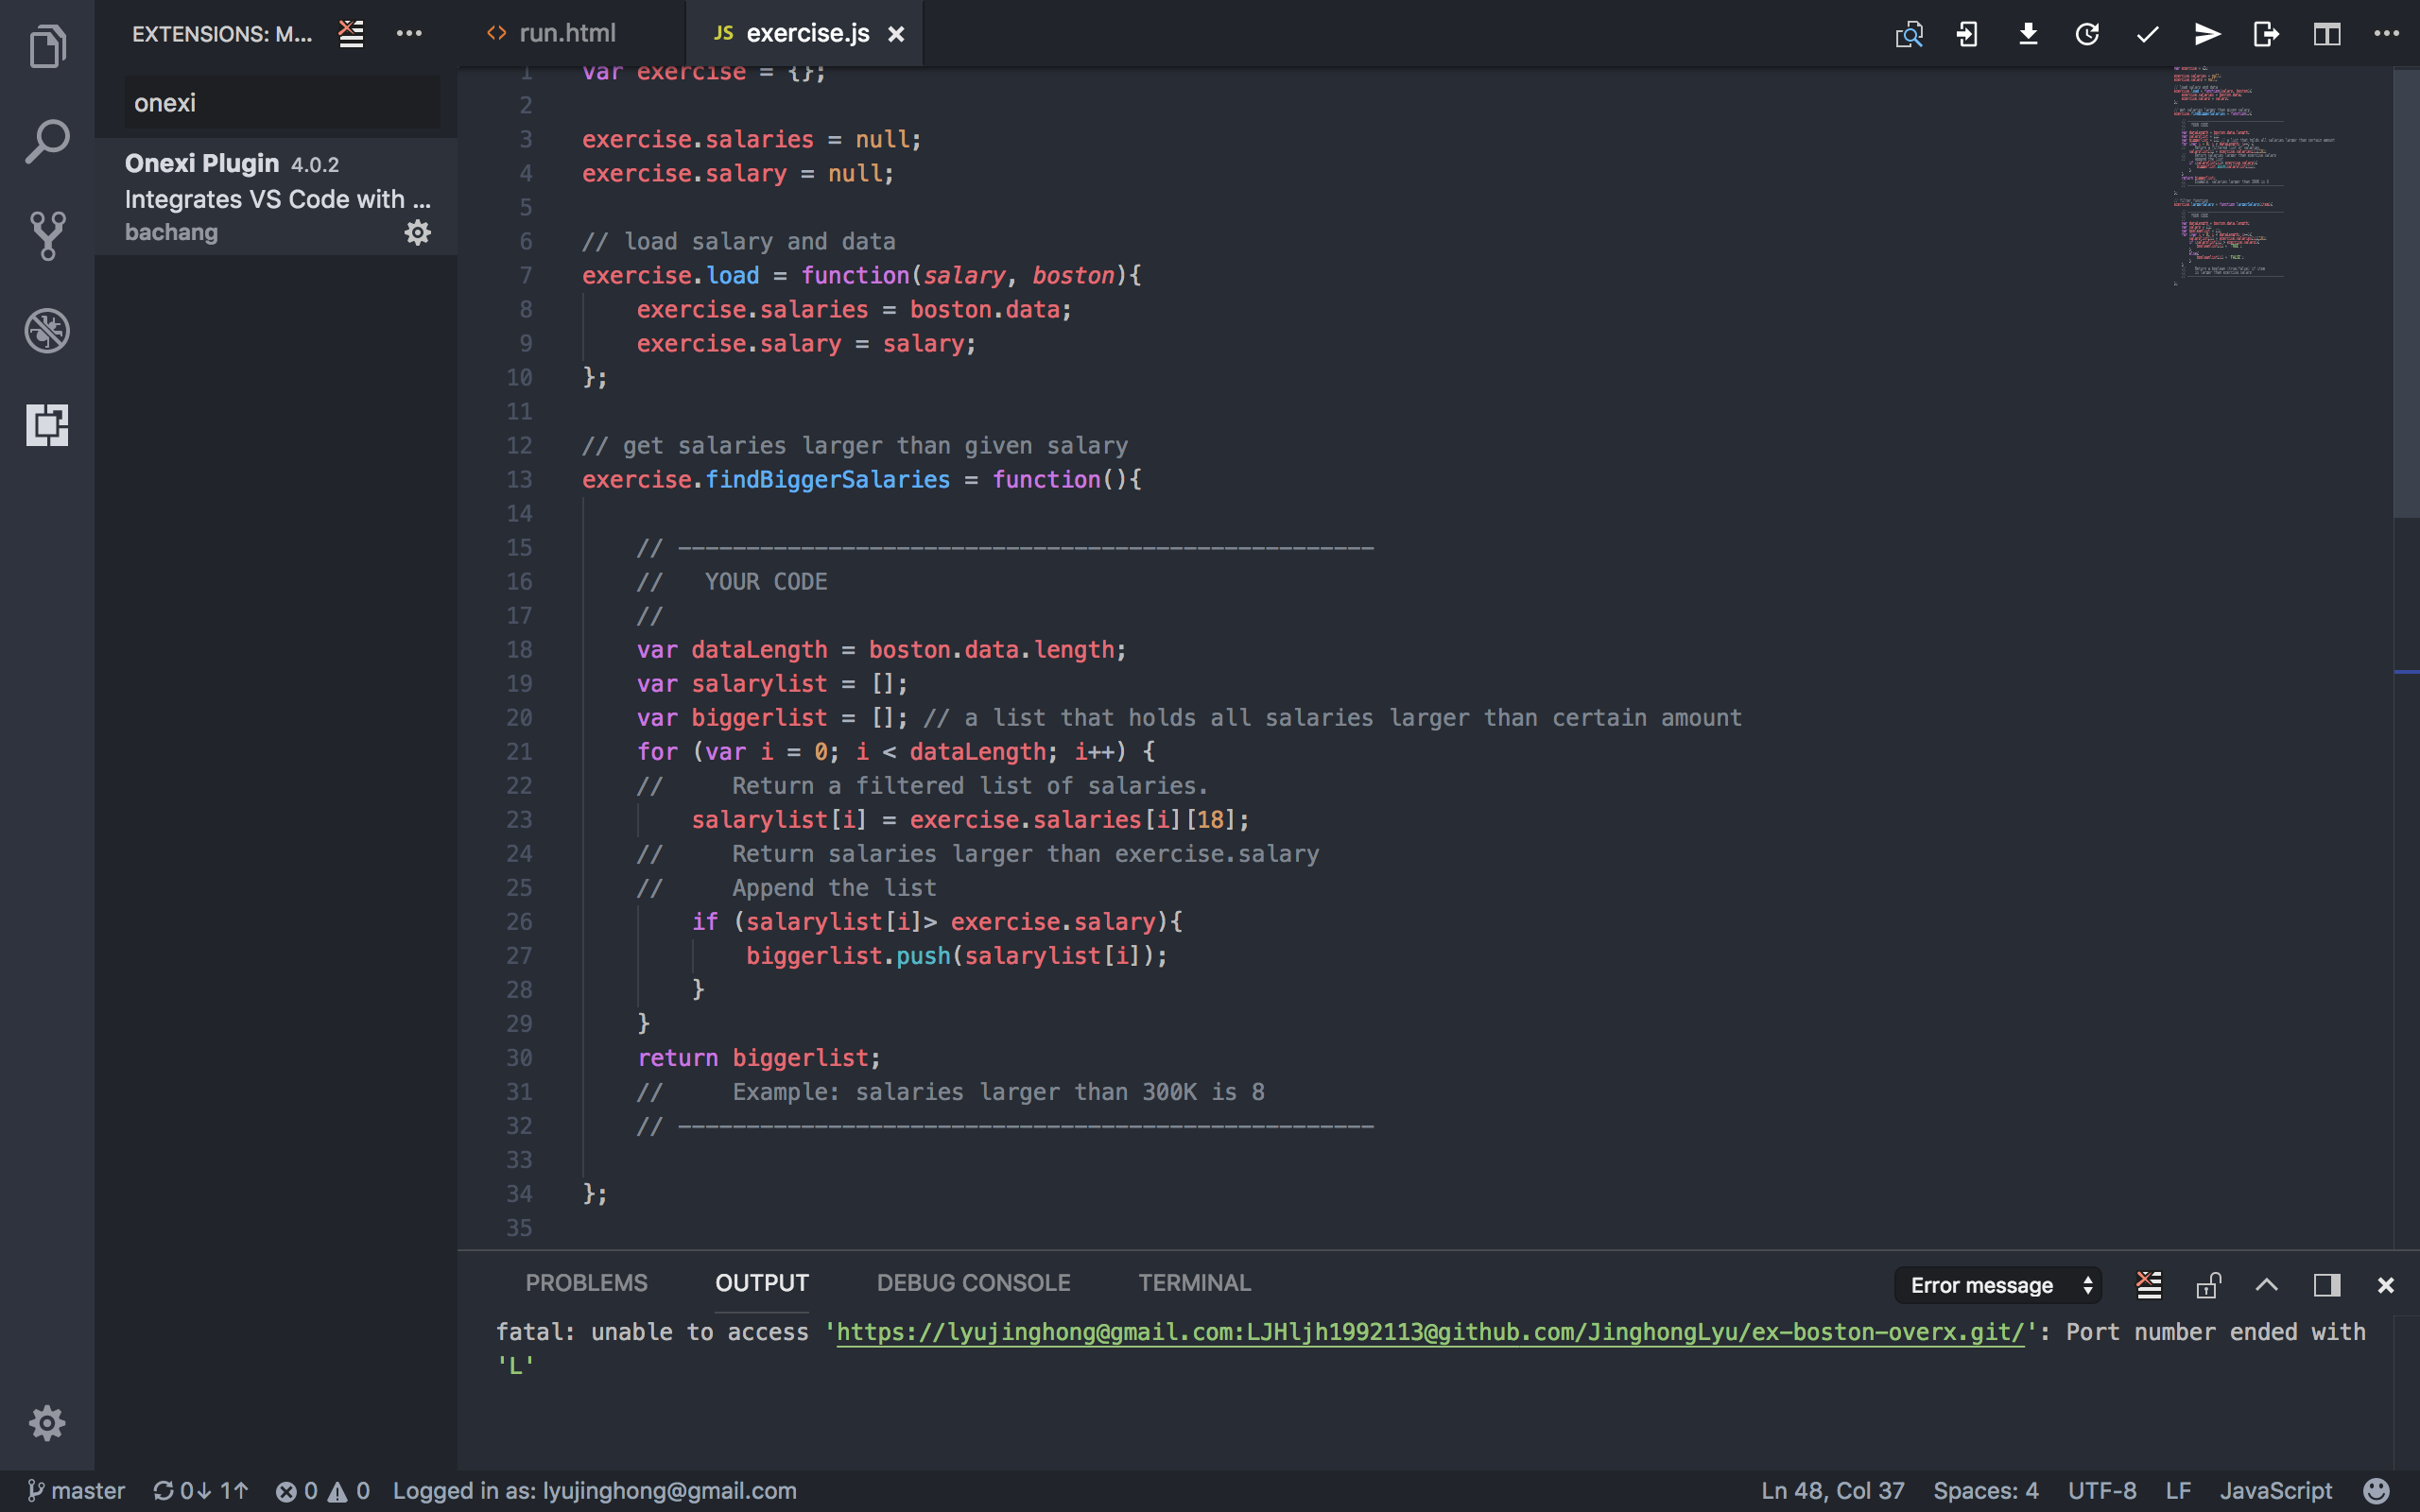 EXTENSIONS: M...
onexi
Onexi Plugin 4.0.2
Integrates VS Code with ...
bachang
run.html
JS exercise.js
1 var exercise = {};
2
3 exercise.salaries = null;
4 exercise.salary = null;
5
6 // load salary and data
7 exercise.load = function(salary, boston){
8 exercise.salaries = boston.data;
9 exercise.salary = salary;
10 };
11
12 // get salaries larger than given salary
13 exercise.findBiggerSalaries = function(){
14
15 // ---------------------------------------------------
16 // YOUR CODE
17 //
18 var dataLength = boston.data.length;
19 var salarylist = [];
20 var biggerlist = []; // a list that holds all salaries larger than certain amount
21 for (var i = 0; i < dataLength; i++) {
22 // Return a filtered list of salaries.
23 salarylist[i] = exercise.salaries[i][18];
24 // Return salaries larger than exercise.salary
25 // Append the list
26 if (salarylist[i]> exercise.salary){
27 biggerlist.push(salarylist[i]);
28 }
29 }
30 return biggerlist;
31 // Example: salaries larger than 300K is 8
32 // ---------------------------------------------------
33
34 };
35
PROBLEMS OUTPUT DEBUG CONSOLE TERMINAL
Error message
fatal: unable to access 'https://lyujinghong@gmail.com:LJHljh1992113@github.com/JinghongLyu/ex-boston-overx.git/': Port number ended with
'L'
master 0↓ 1↑ 0 0 Logged in as: lyujinghong@gmail.com
Ln 48, Col 37 Spaces: 4 UTF-8 LF JavaScript